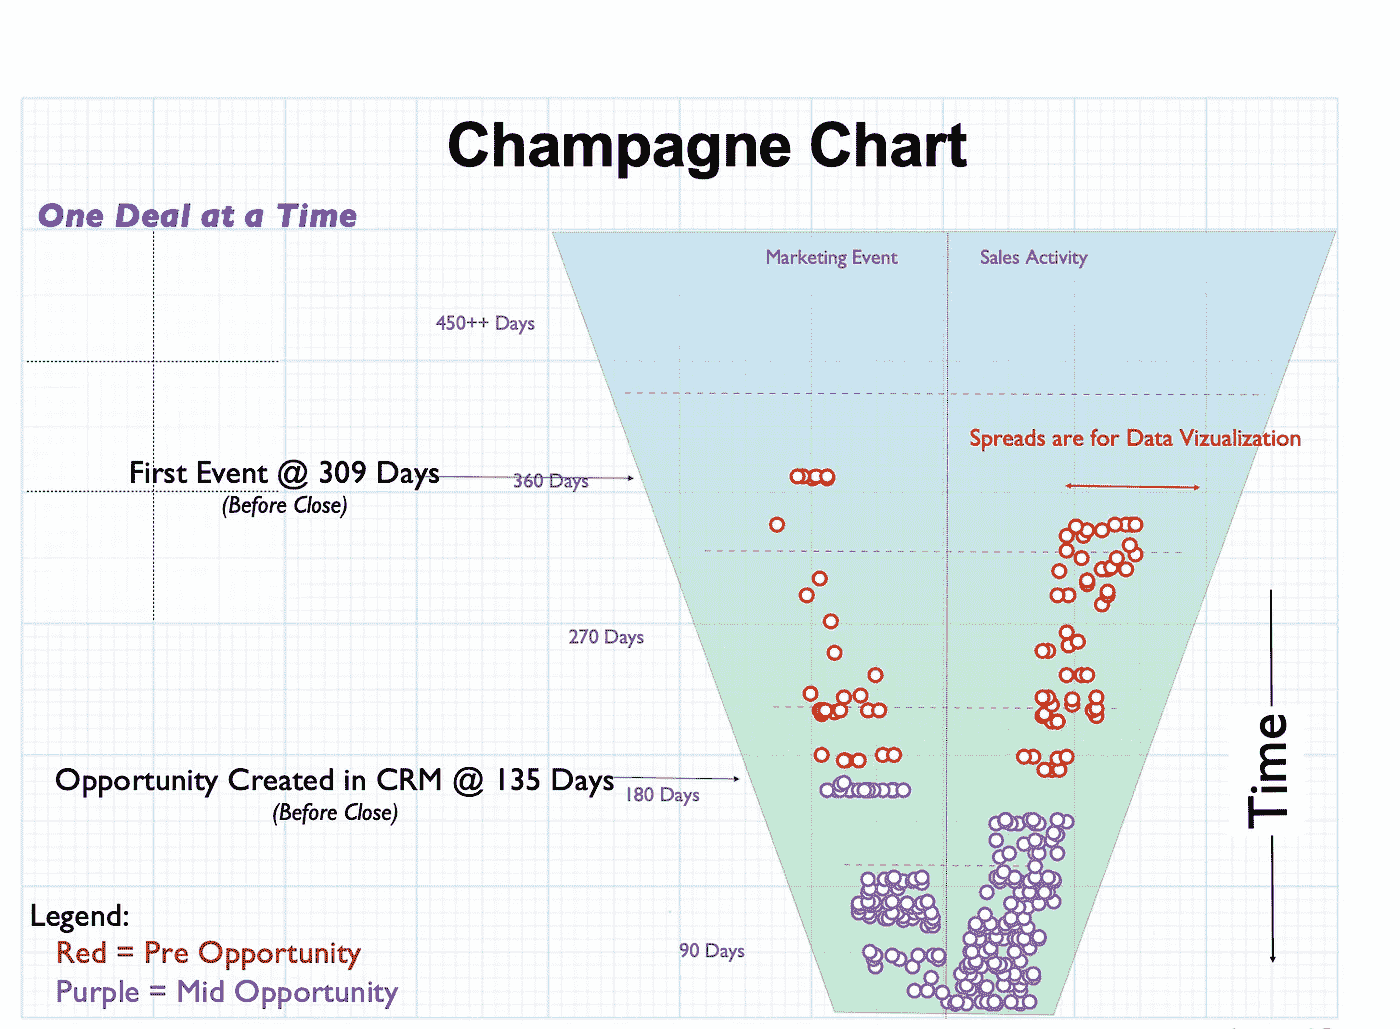 Champagne Chart
One Deal at a Time
Marketing Event
Sales Activity
450++ Days
Spreads are for Data Vizualization
First Event @ 309 Days
360 Days
(Before Close)
270 Days
Time
Opportunity Created in CRM @ 135 Days
180 Days
(Before Close)
Legend:
Red = Pre Opportunity
90 Days
Purple = Mid Opportunity